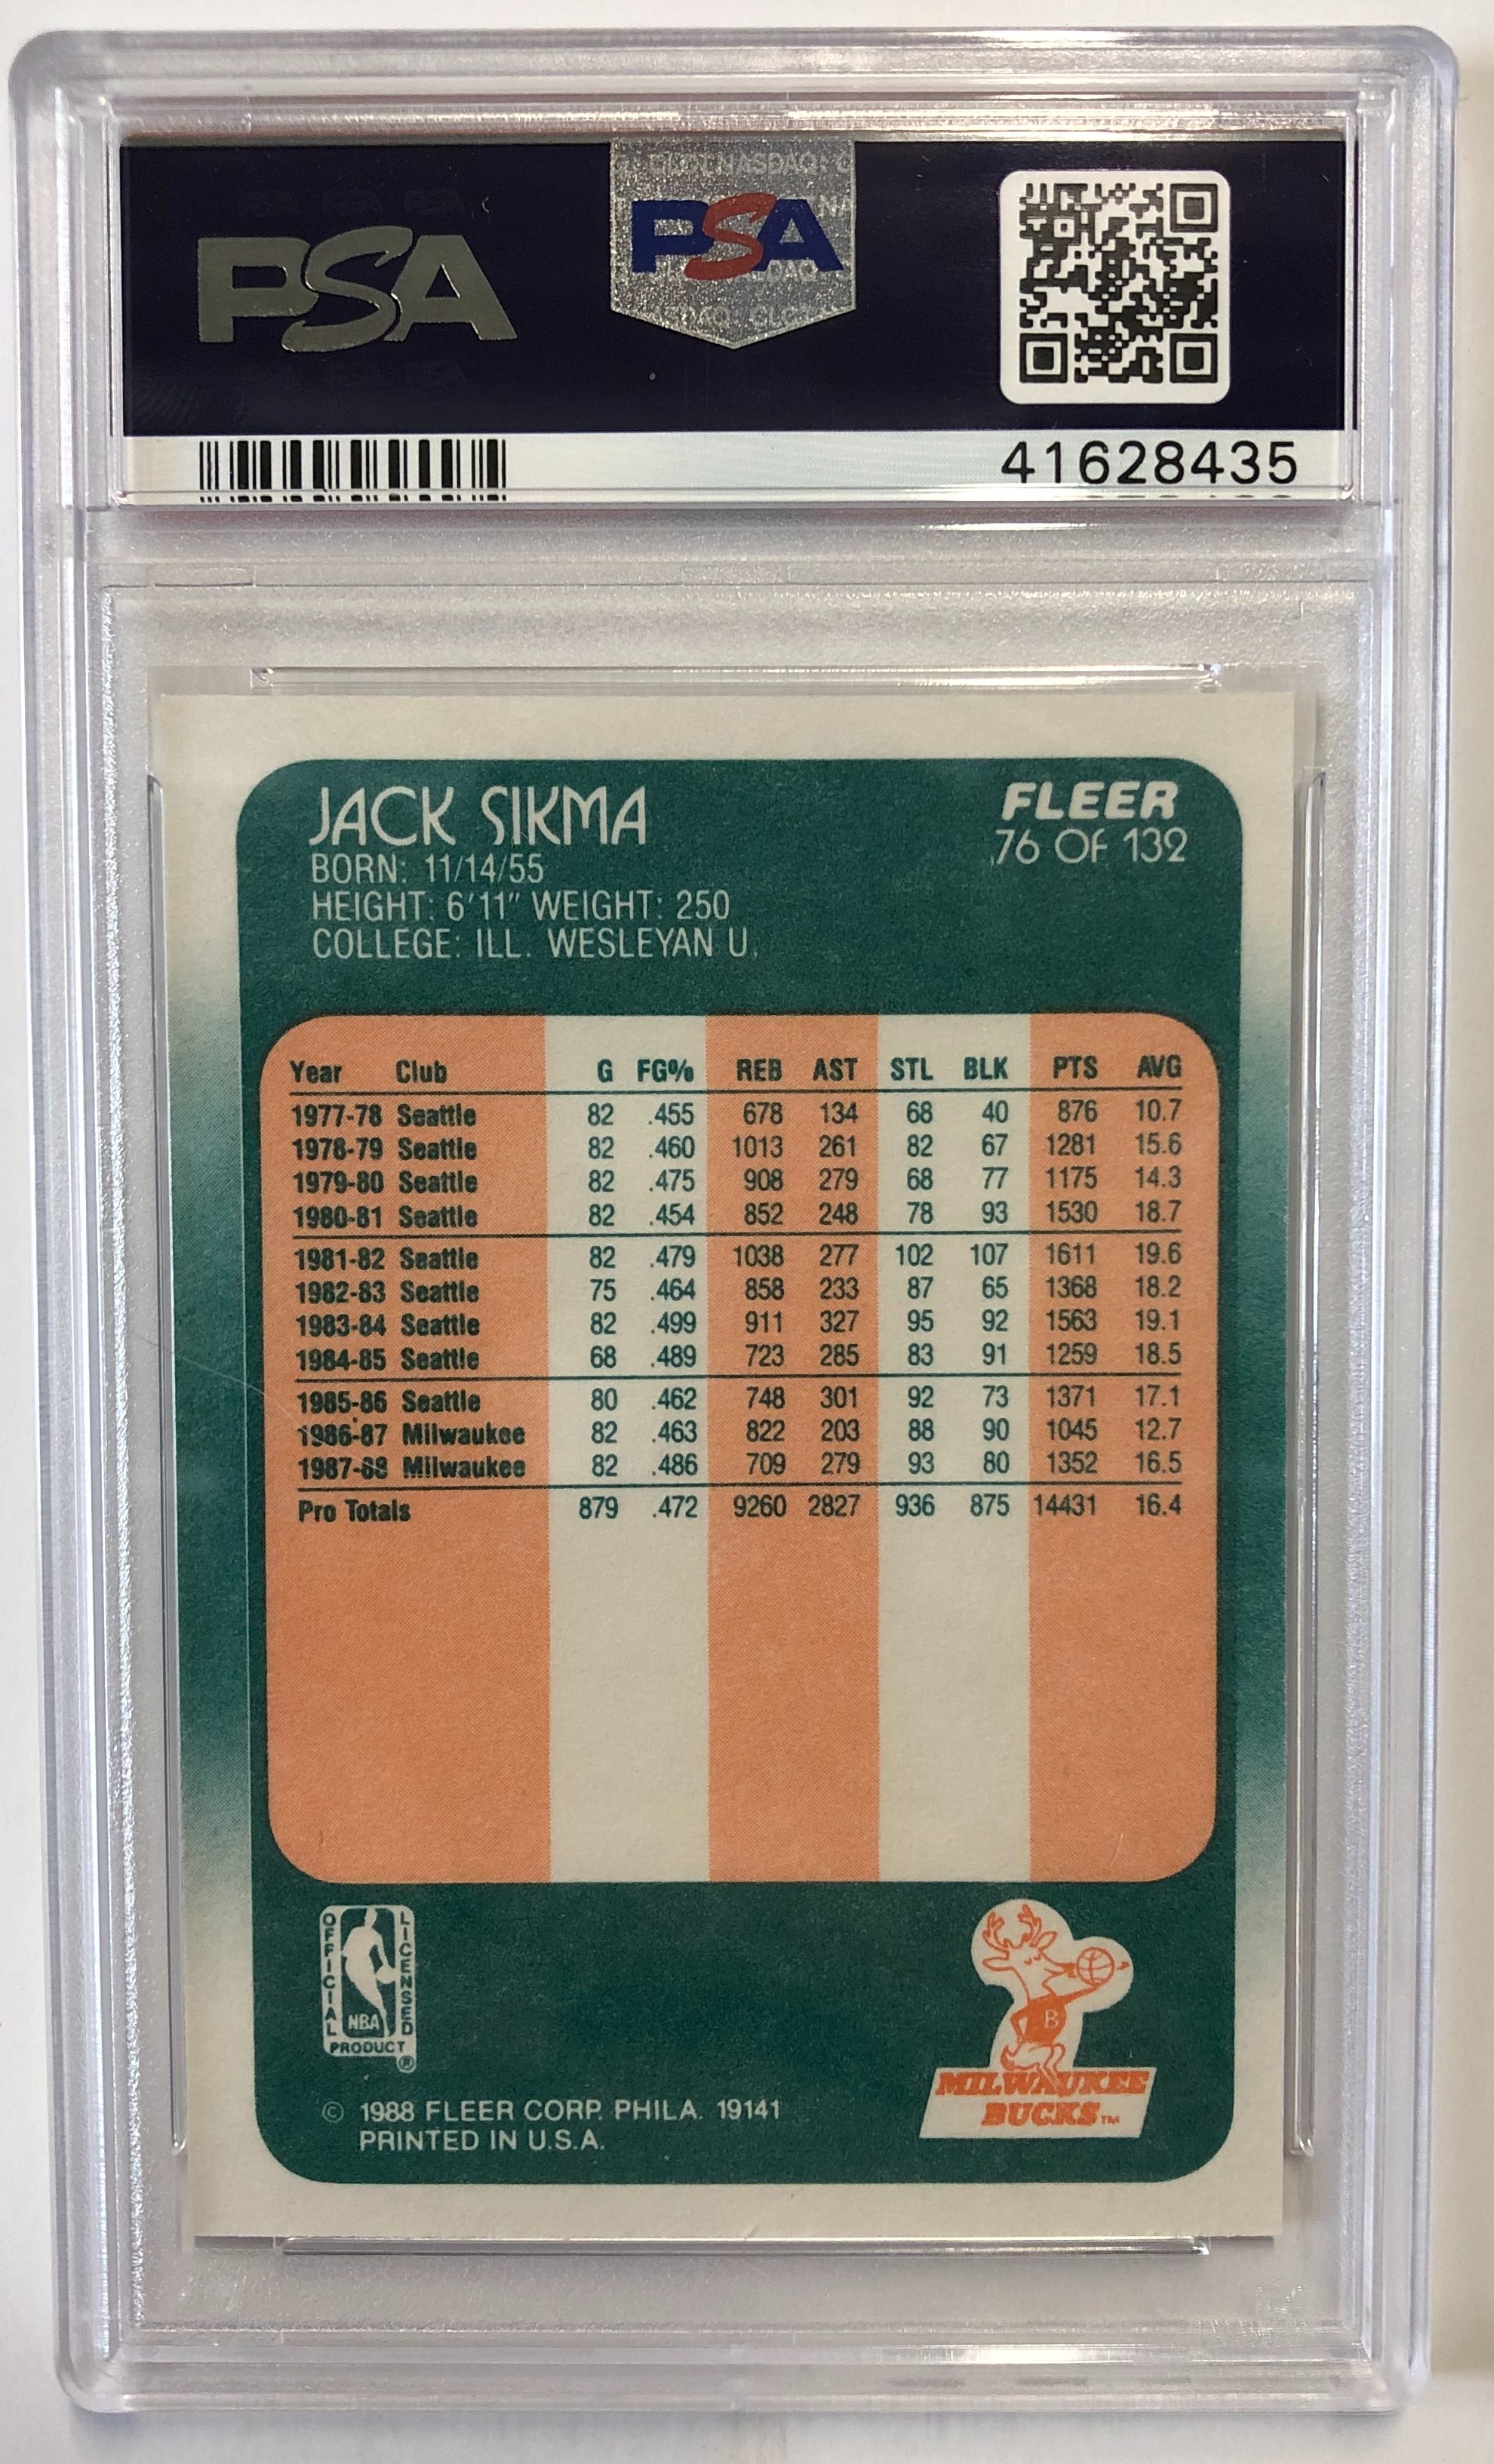 PSA
PSA
41628435
JACK SIKMA
BORN: 11/14/55
HEIGHT: 6'11" WEIGHT: 250
COLLEGE: ILL. WESLEYAN U.
FLEER
76 OF 132
Year Club G FG% REB AST STL BLK PTS AVG
1977-78 Seattle 82 .455 678 134 68 40 876 10.7
1978-79 Seattle 82 .460 1013 261 82 67 1281 15.6
1979-80 Seattle 82 .475 908 279 68 77 1175 14.3
1980-81 Seattle 82 .454 852 248 78 93 1530 18.7
1981-82 Seattle 82 .479 1038 277 102 107 1611 19.6
1982-83 Seattle 75 .464 858 233 87 65 1368 18.2
1983-84 Seattle 82 .499 911 327 95 92 1563 19.1
1984-85 Seattle 68 .489 723 285 83 91 1259 18.5
1985-86 Seattle 80 .462 748 301 92 73 1371 17.1
1986-87 Milwaukee 82 .463 822 203 88 90 1045 12.7
1987-88 Milwaukee 82 .486 709 279 93 80 1352 16.5
Pro Totals 879 .472 9260 2827 936 875 14431 16.4
OFFICIAL
LICENSED
NBA
PRODUCT
®
B
MILWAUKEE
BUCKS™
© 1988 FLEER CORP. PHILA. 19141
PRINTED IN U.S.A.